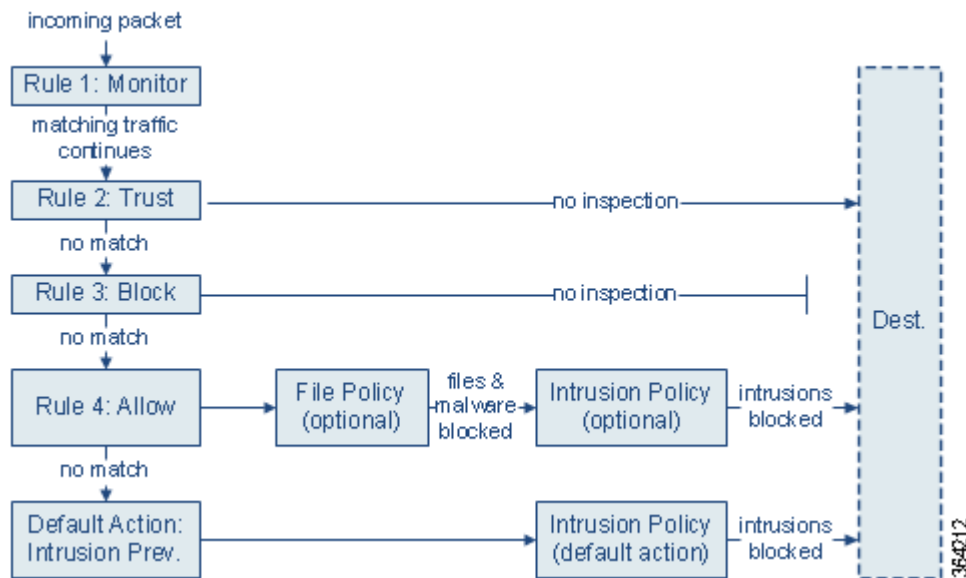 incoming packet
Rule 1: Monitor
matching traffic
continues
Rule 2: Trust
no inspection
no match
Rule 3: Block
no inspection
no match
Dest.
Rule 4: Allow
File Policy
(optional)
files &
malware
blocked
Intrusion Policy
(optional)
intrusions
blocked
no match
Default Action:
Intrusion Prev.
Intrusion Policy
(default action)
intrusions
blocked
364212